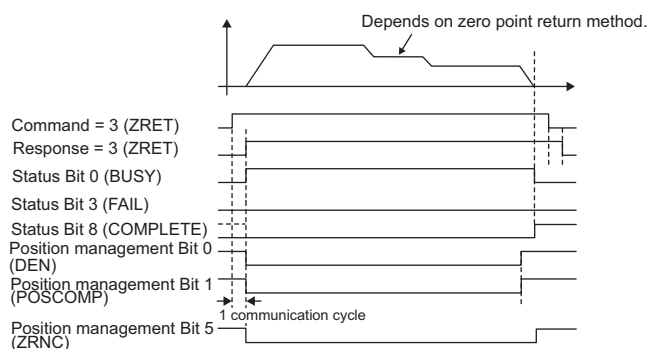 Depends on zero point return method.
Command = 3 (ZRET)
Response = 3 (ZRET)
Status Bit 0 (BUSY)
Status Bit 3 (FAIL)
Status Bit 8 (COMPLETE)
Position management Bit 0
(DEN)
Position management Bit 1
(POSCOMP)
1 communication cycle
Position management Bit 5
(ZRNC)